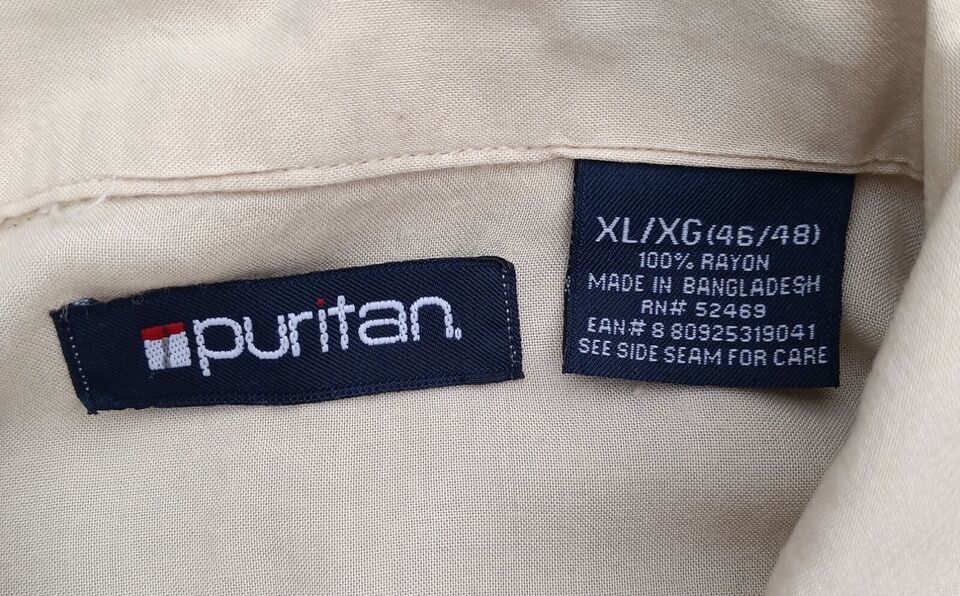 puritan.
XL/XG (46/48)
100% RAYON
MADE IN BANGLADESH
RN# 52469
EAN# 8 80925319041
SEE SIDE SEAM FOR CARE